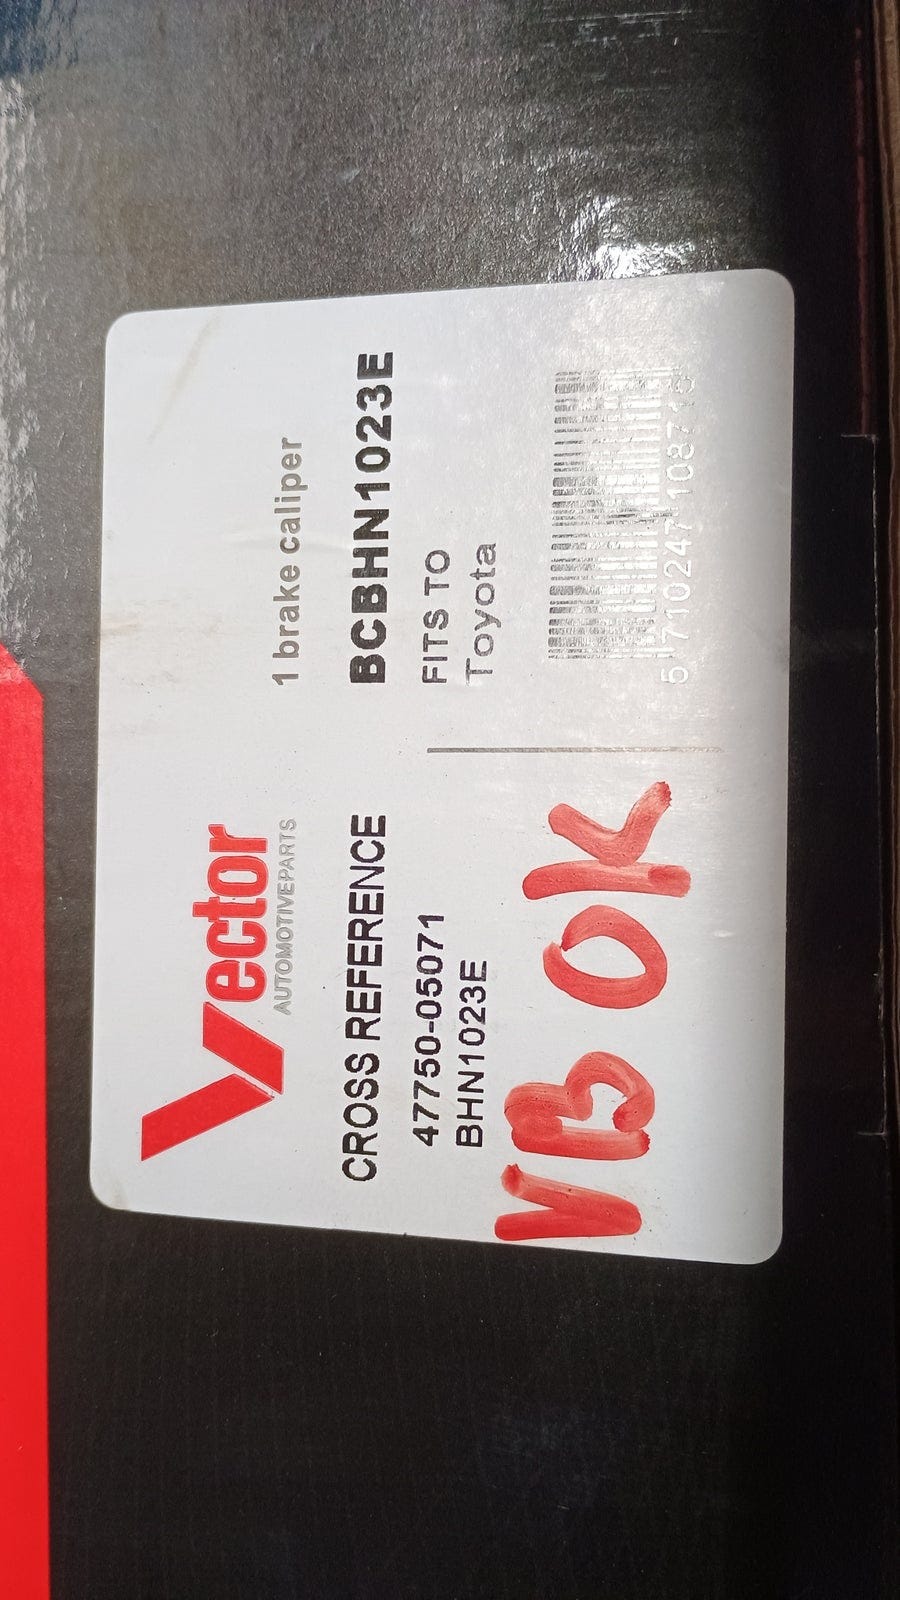 Vector
AUTOMOTIVEPARTS
1 brake caliper
CROSS REFERENCE
BCBHN1023E
47750-05071
BHN1023E
FITS TO
Toyota
VB OK